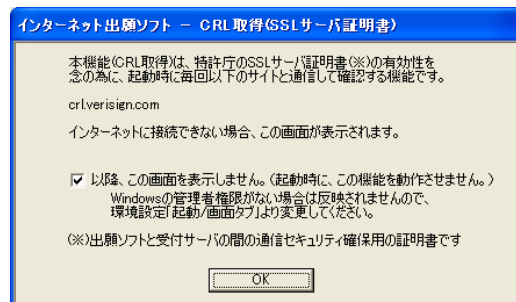 インターネット出願ソフト － CRL取得(SSLサーバ証明書)
本機能(CRL取得)は、特許庁のSSLサーバ証明書(※)の有効性を
念の為に、起動時に毎回以下のサイトと通信して確認する機能です。
crl.verisign.com
インターネットに接続できない場合、この画面が表示されます。
以降、この画面を表示しません。(起動時に、この機能を動作させません。)
Windowsの管理者権限がない場合は反映されませんので、
環境設定「起動/画面タブ」より変更してください。
(※)出願ソフトと受付サーバの間の通信セキュリティ確保用の証明書です
OK